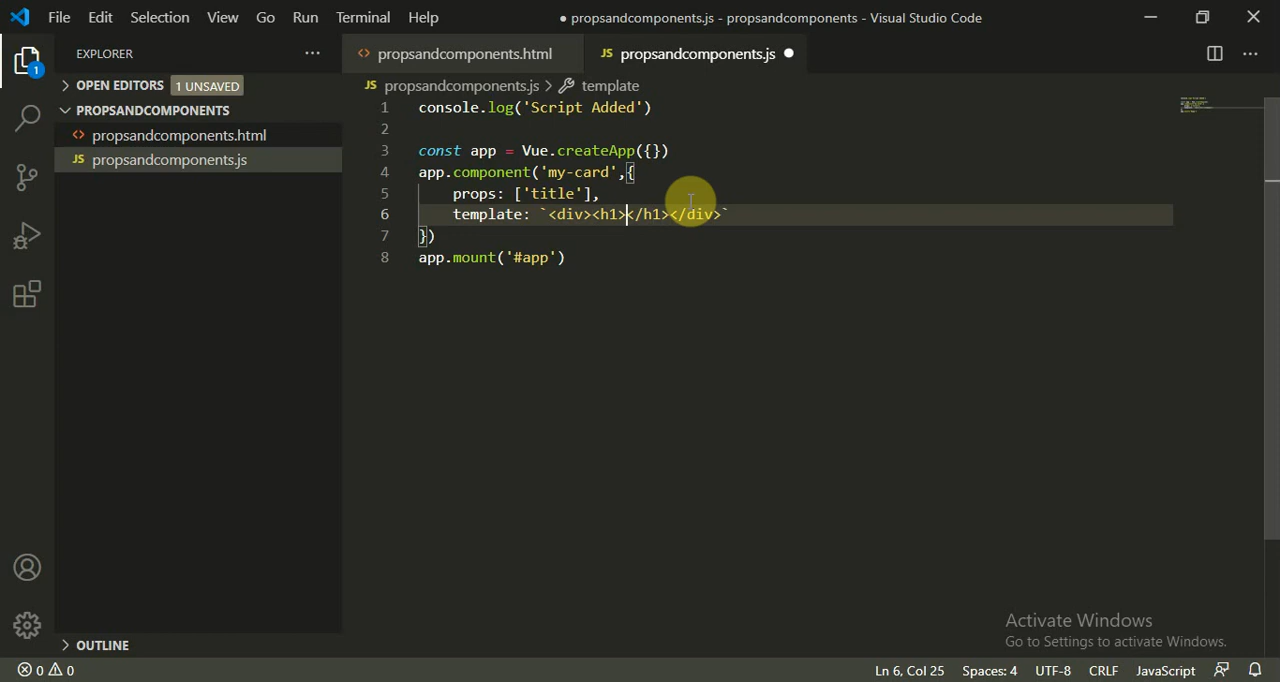 File Edit Selection View Go Run Terminal Help
● propsandcomponents.js - propsandcomponents - Visual Studio Code
EXPLORER
propsandcomponents.html
JS propsandcomponents.js
OPEN EDITORS 1 UNSAVED
JS propsandcomponents.js > template
PROPSANDCOMPONENTS
propsandcomponents.html
JS propsandcomponents.js
1 console.log('Script Added')
2
3 const app = Vue.createApp({})
4 app.component('my-card',{
5 props: ['title'],
6 template: `<div><h1></h1></div>`
7 })
8 app.mount('#app')
1
Activate Windows
Go to Settings to activate Windows.
OUTLINE
0 0
Ln 6, Col 25 Spaces: 4 UTF-8 CRLF JavaScript